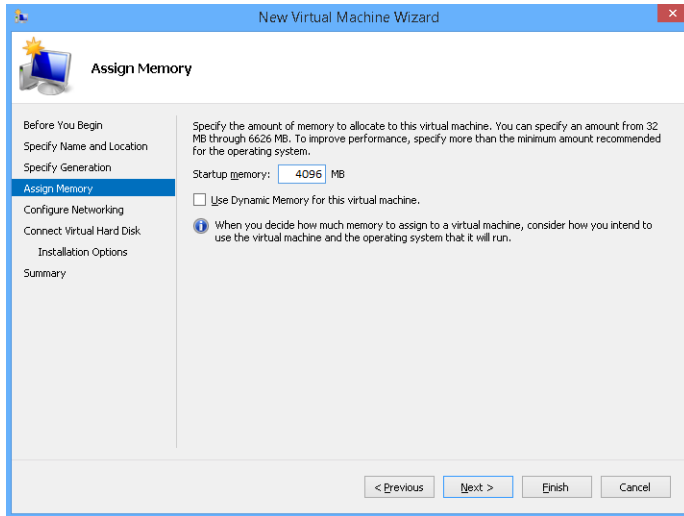 New Virtual Machine Wizard
Assign Memory
Before You Begin
Specify Name and Location
Specify Generation
Assign Memory
Configure Networking
Connect Virtual Hard Disk
Installation Options
Summary
Specify the amount of memory to allocate to this virtual machine. You can specify an amount from 32
MB through 6626 MB. To improve performance, specify more than the minimum amount recommended
for the operating system.
Startup memory: 4096 MB
Use Dynamic Memory for this virtual machine.
When you decide how much memory to assign to a virtual machine, consider how you intend to
use the virtual machine and the operating system that it will run.
< Previous Next > Finish Cancel